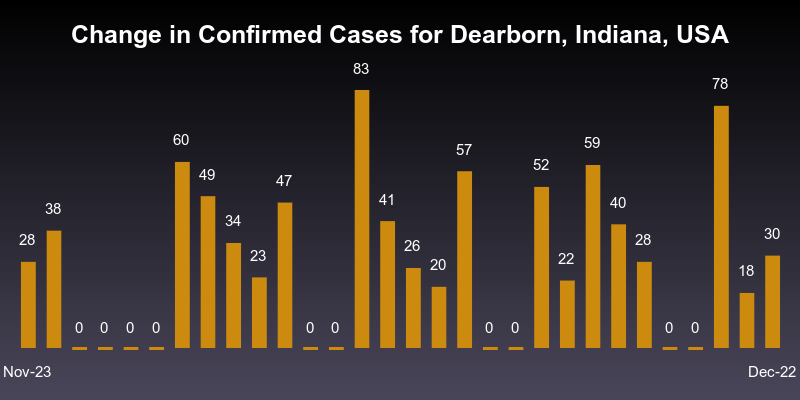 Change in Confirmed Cases for Dearborn, Indiana, USA
28 38 0 0 0 0 60 49 34 23 47 0 0 83 41 26 20 57 0 0 52 22 59 40 28 0 0 78 18 30
Nov-23 Dec-22